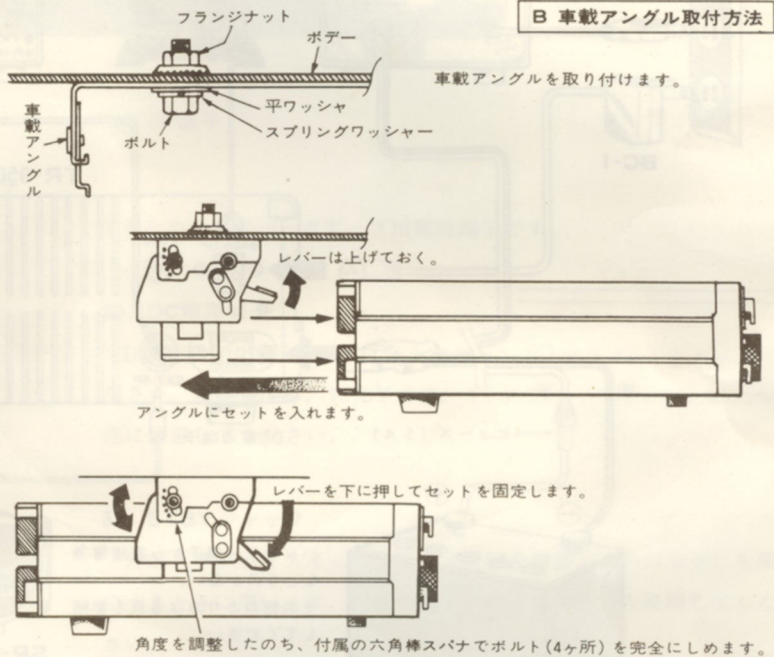 B 車載アングル取付方法
フランジナット
ボデー
車載アングルを取り付けます。
平ワッシャ
スプリングワッシャー
ボルト
車載アングル
レバーは上げておく。
アングルにセットを入れます。
レバーを下に押してセットを固定します。
角度を調整したのち、付属の六角棒スパナでボルト(4ヶ所)を完全にしめます。